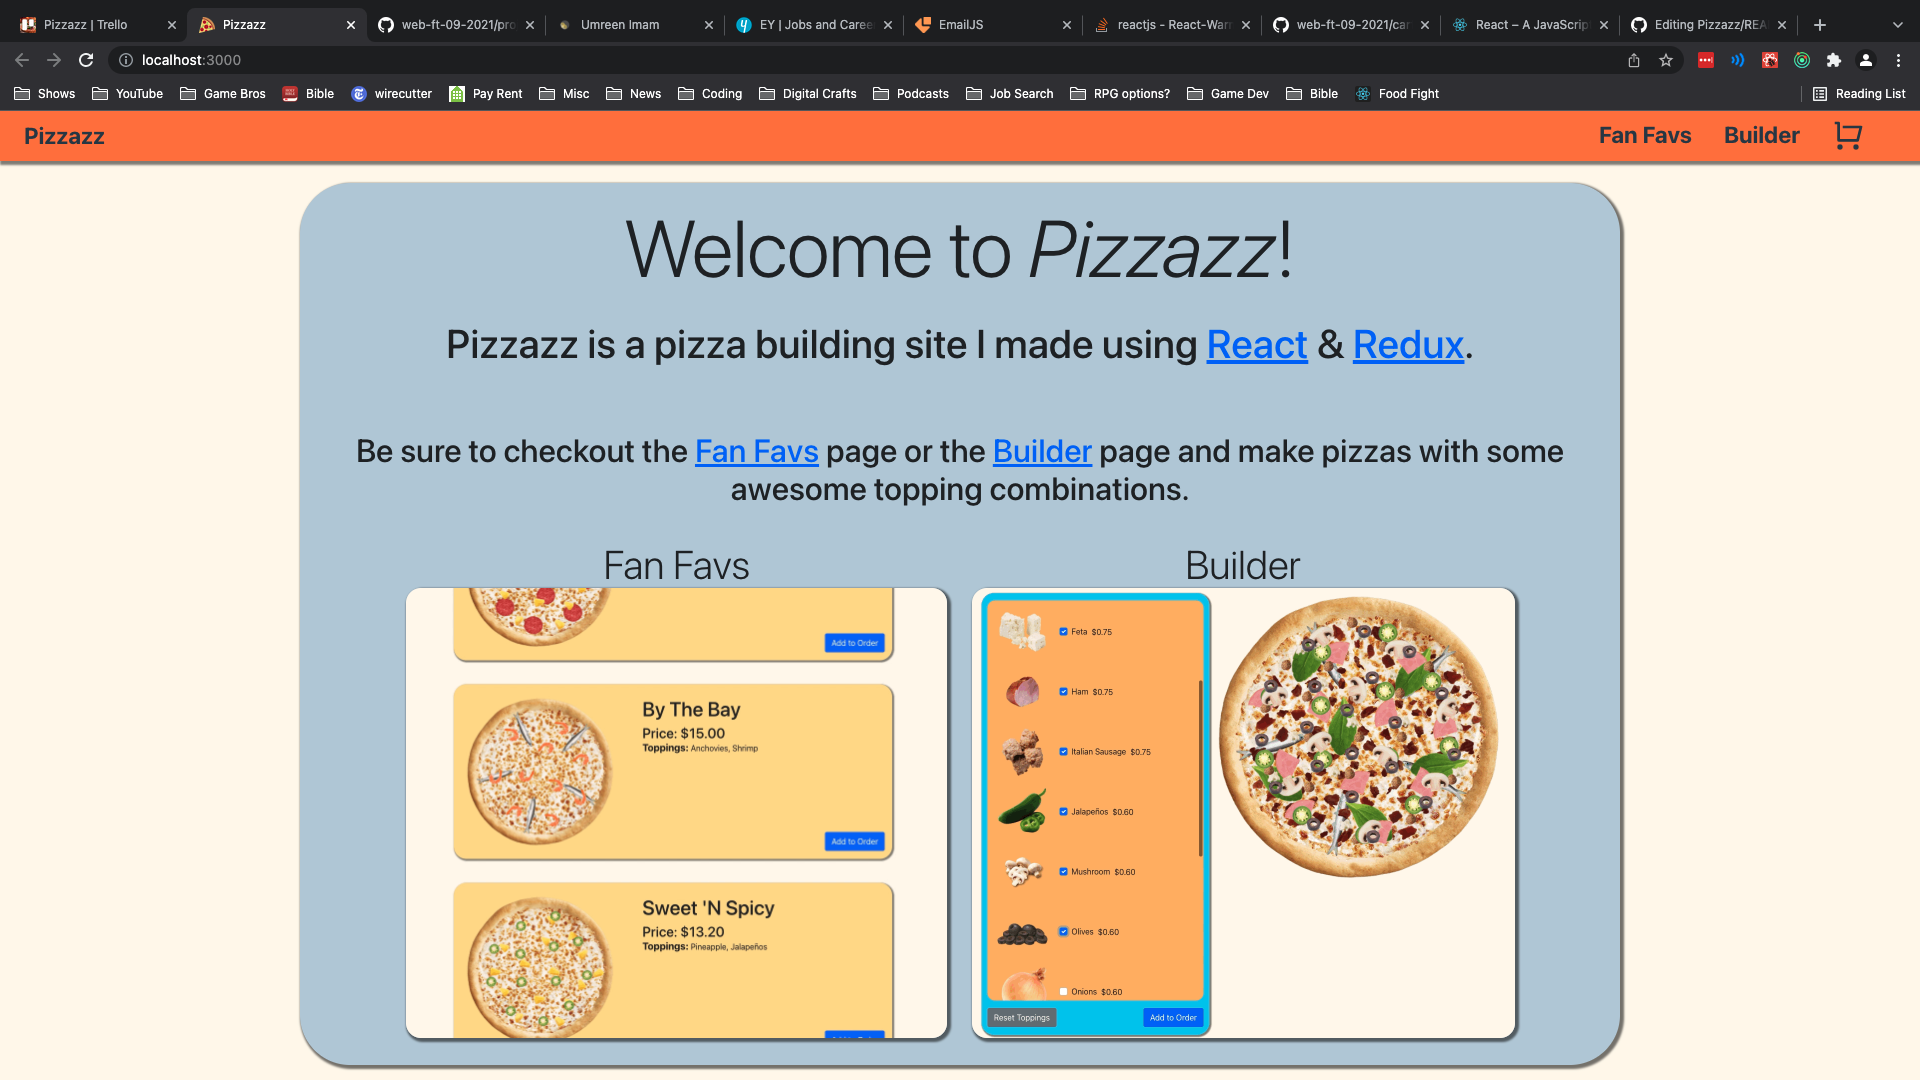 Pizzazz | Trello
Pizzazz
web-ft-09-2021/pro
Umreen Imam
EY | Jobs and Caree
EmailJS
reactjs - React-Warn
web-ft-09-2021/car
React – A JavaScrip
Editing Pizzazz/REA
localhost:3000
Shows
YouTube
Game Bros
Bible
wirecutter
Pay Rent
Misc
News
Coding
Digital Crafts
Podcasts
Job Search
RPG options?
Game Dev
Bible
Food Fight
Reading List
Pizzazz
Fan Favs
Builder
Welcome to Pizzazz!
Pizzazz is a pizza building site I made using React & Redux.
Be sure to checkout the Fan Favs page or the Builder page and make pizzas with some
awesome topping combinations.
Fan Favs
Add to Order
By The Bay
Price: $15.00
Toppings: Anchovies, Shrimp
Add to Order
Sweet 'N Spicy
Price: $13.20
Toppings: Pineapple, Jalapeños
Builder
Feta $0.75
Ham $0.75
Italian Sausage $0.75
Jalapeños $0.60
Mushroom $0.60
Olives $0.60
Onions $0.60
Reset Toppings
Add to Order